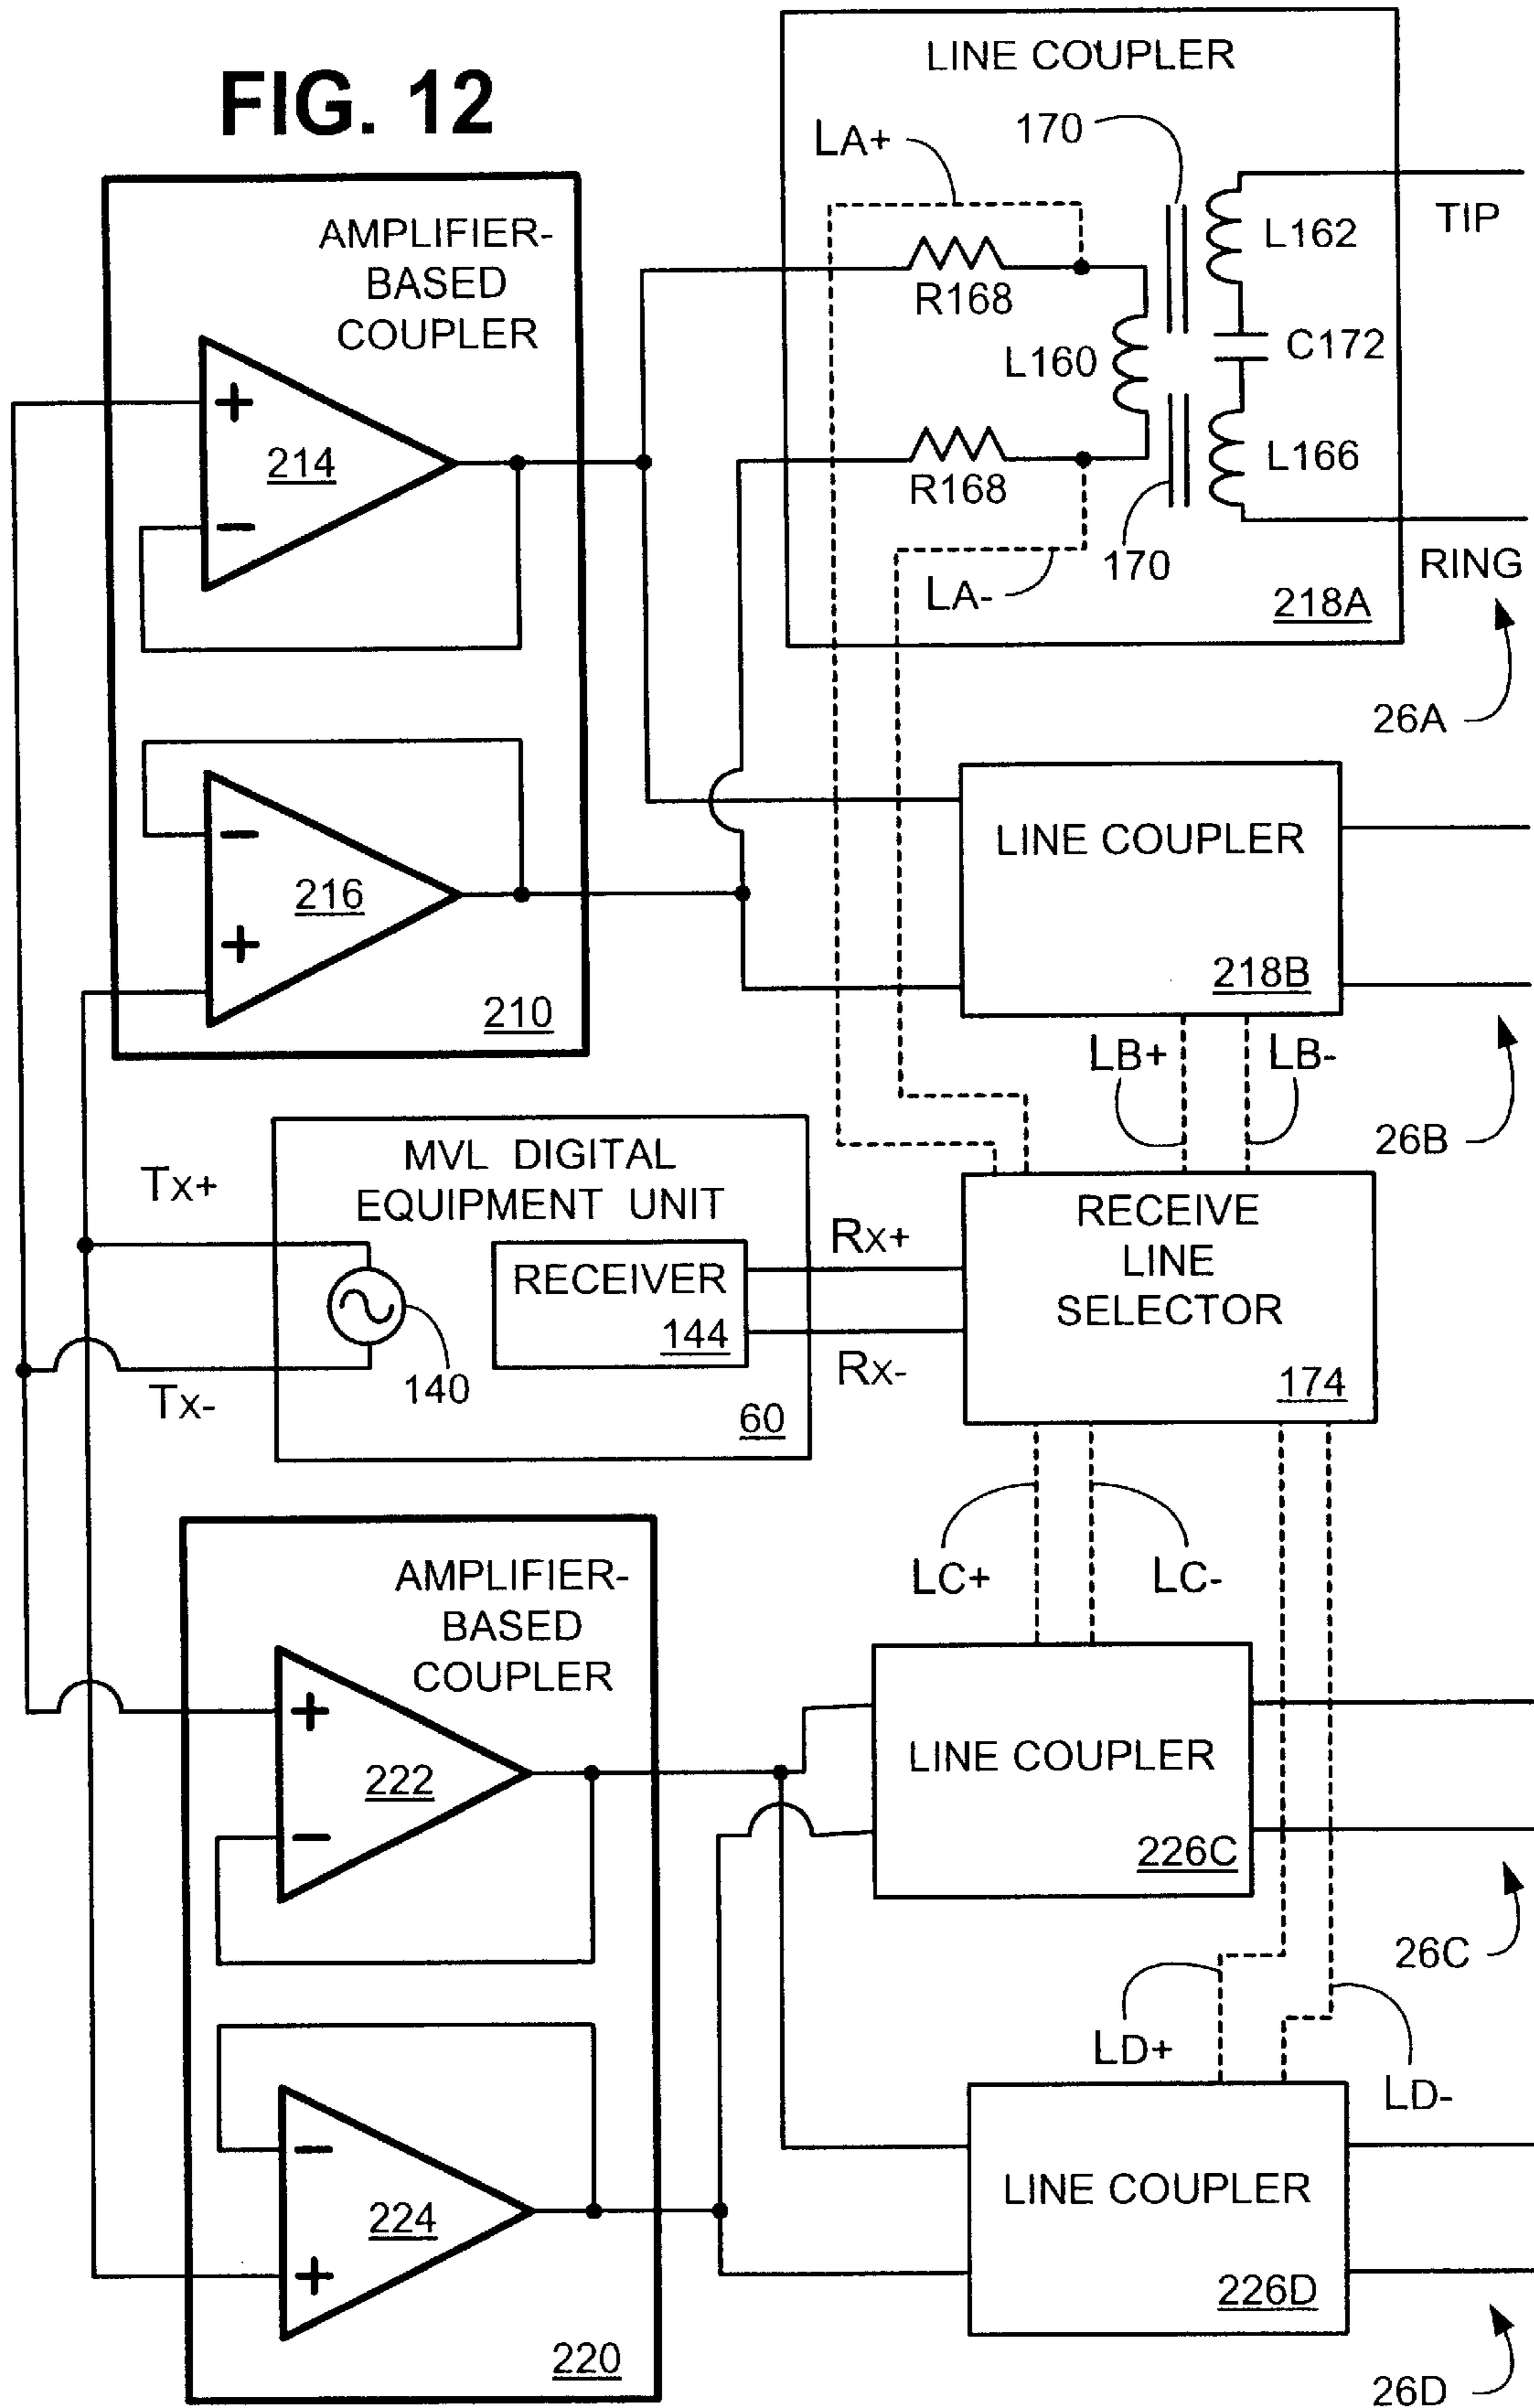 FIG. 12
LINE COUPLER
LA+
170
TIP
L162
R168
L160
C172
R168
L166
170
LA-
RING
218A
26A
AMPLIFIER-
BASED
COUPLER
+
214
−
−
216
+
210
LINE COUPLER
218B
LB+
LB-
26B
MVL DIGITAL
EQUIPMENT UNIT
Tx+
Tx-
140
RECEIVER
144
60
Rx+
Rx-
RECEIVE
LINE
SELECTOR
174
LC+
LC-
AMPLIFIER-
BASED
COUPLER
+
222
−
−
224
+
220
LINE COUPLER
226C
26C
LD+
LD-
LINE COUPLER
226D
26D